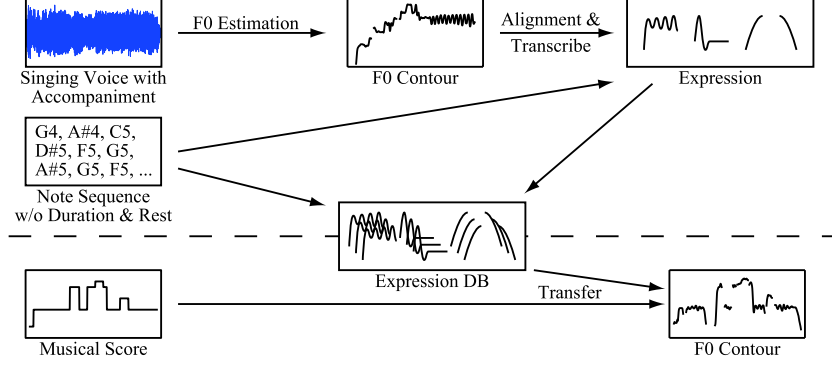 F0 Estimation
Alignment &
Transcribe
Singing Voice with
Accompaniment
F0 Contour
Expression
G4, A#4, C5,
D#5, F5, G5,
A#5, G5, F5, ...
Note Sequence
w/o Duration & Rest
Expression DB
Transfer
Musical Score
F0 Contour